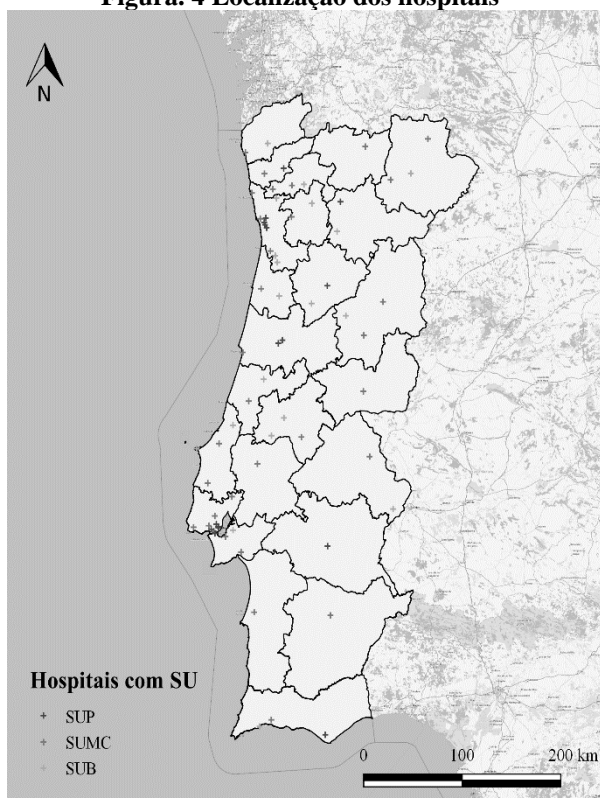 Figura. 4 Localização dos hospitais
N
Hospitais com SU
SUP
SUMC
SUB
0 100 200 km